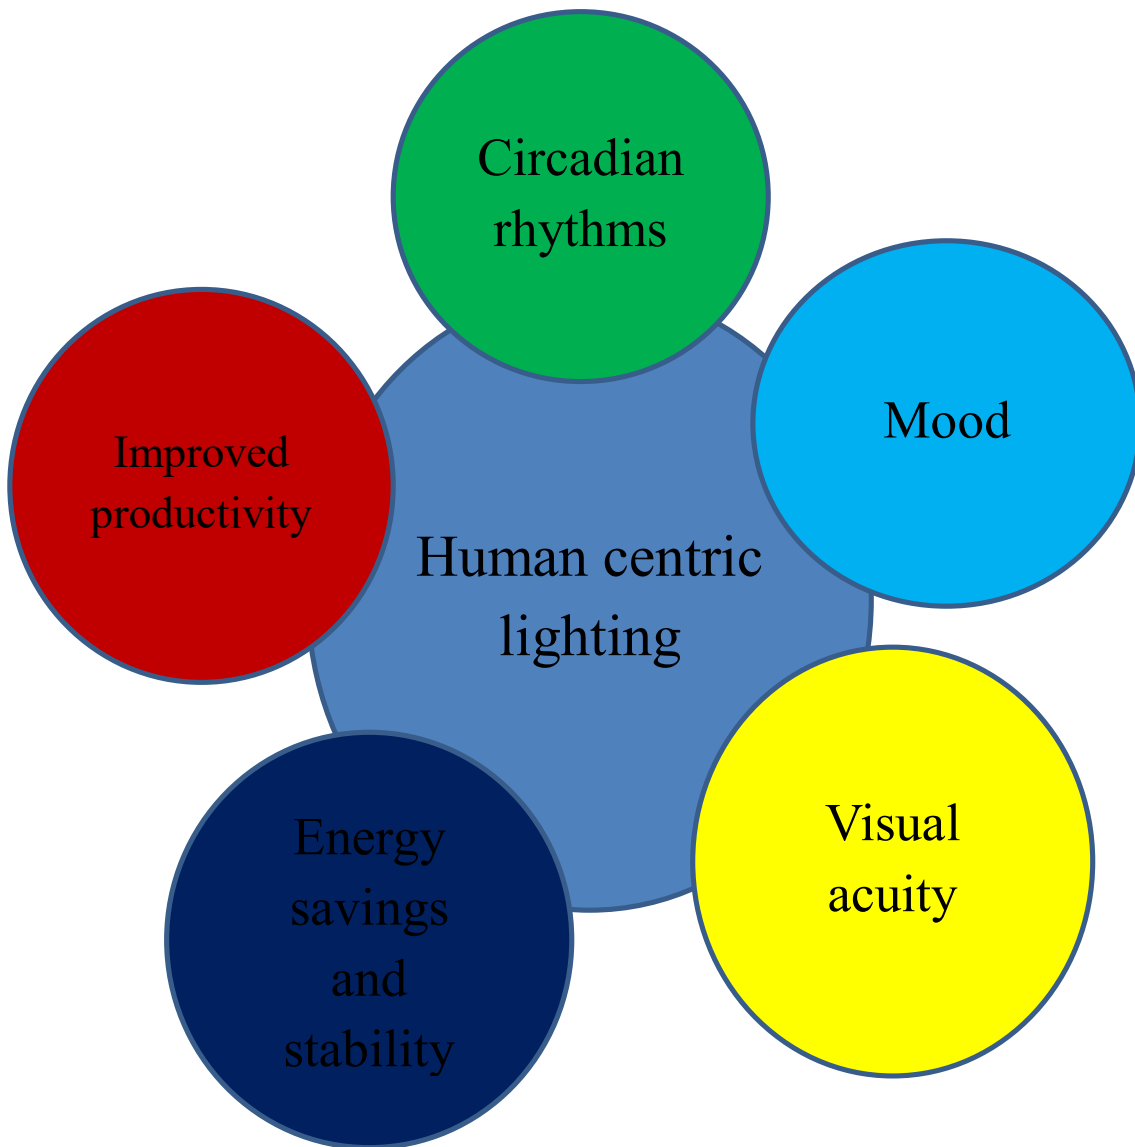 Circadian
rhythms
Mood
Improved
productivity
Human centric
lighting
Visual
acuity
Energy
savings
and
stability